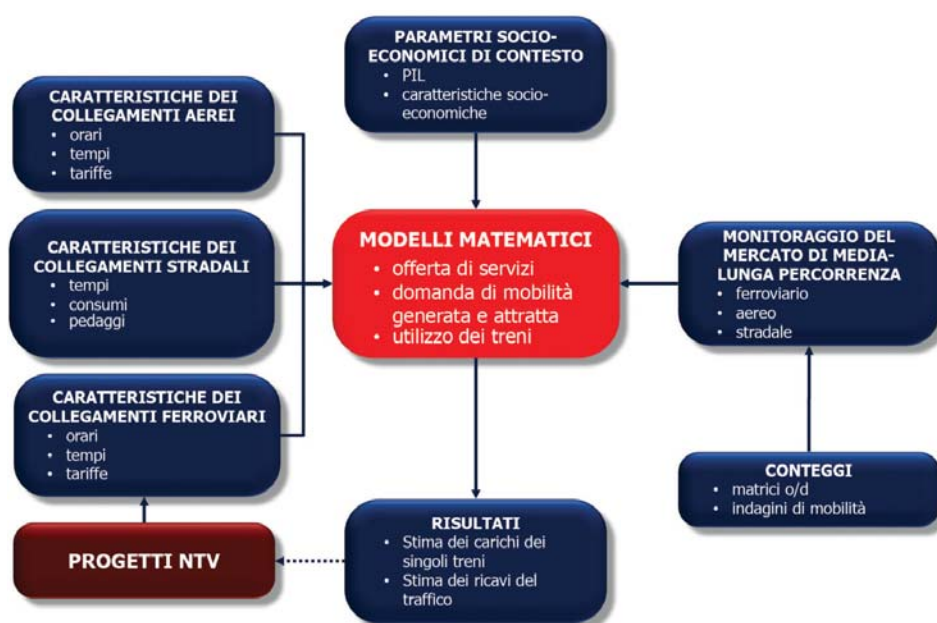 PARAMETRI SOCIO-
ECONOMICI DI CONTESTO
• PIL
• caratteristiche socio-
economiche
CARATTERISTICHE DEI
COLLEGAMENTI AEREI
• orari
• tempi
• tariffe
CARATTERISTICHE DEI
COLLEGAMENTI STRADALI
• tempi
• consumi
• pedaggi
CARATTERISTICHE DEI
COLLEGAMENTI FERROVIARI
• orari
• tempi
• tariffe
PROGETTI NTV
MODELLI MATEMATICI
• offerta di servizi
• domanda di mobilità
generata e attratta
• utilizzo dei treni
MONITORAGGIO DEL
MERCATO DI MEDIA-
LUNGA PERCORRENZA
• ferroviario
• aereo
• stradale
CONTEGGI
• matrici o/d
• indagini di mobilità
RISULTATI
• Stima dei carichi dei
singoli treni
• Stima dei ricavi del
traffico